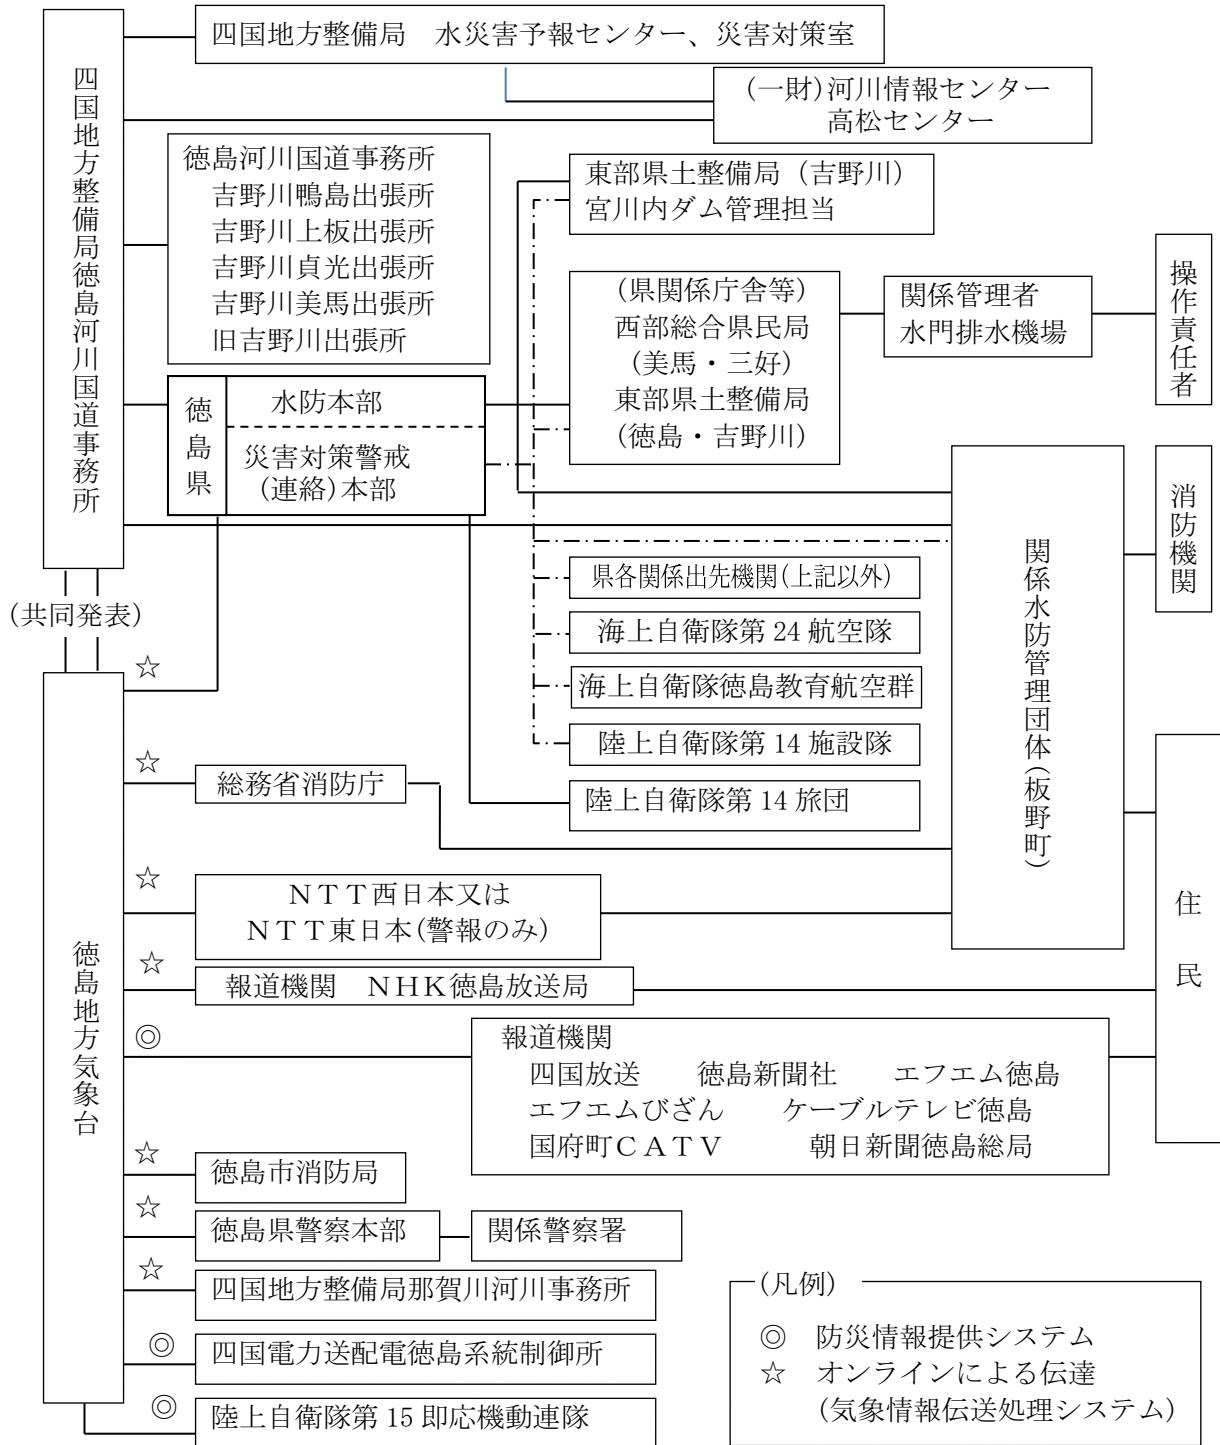 四国地方整備局徳島河川国道事務所
四国地方整備局　水災害予報センター、災害対策室
(一財)河川情報センター
高松センター
徳島河川国道事務所
吉野川鴨島出張所
吉野川上板出張所
吉野川貞光出張所
吉野川美馬出張所
旧吉野川出張所
東部県土整備局（吉野川）
宮川内ダム管理担当
(県関係庁舎等)
西部総合県民局
(美馬・三好)
東部県土整備局
(徳島・吉野川)
関係管理者
水門排水機場
操作責任者
徳島県
水防本部
災害対策警戒
(連絡)本部
関係水防管理団体(板野町)
消防機関
県各関係出先機関(上記以外)
海上自衛隊第 24 航空隊
海上自衛隊徳島教育航空群
陸上自衛隊第 14 施設隊
陸上自衛隊第 14 旅団
(共同発表)
徳島地方気象台
☆
☆
総務省消防庁
☆
ＮＴＴ西日本又は
ＮＴＴ東日本(警報のみ)
☆
報道機関　ＮＨＫ徳島放送局
住民
◎
報道機関
四国放送　　徳島新聞社　　エフエム徳島
エフエムびざん　　ケーブルテレビ徳島
国府町ＣＡＴＶ　　　朝日新聞徳島総局
☆
徳島市消防局
☆
徳島県警察本部
関係警察署
☆
四国地方整備局那賀川河川事務所
◎
四国電力送配電徳島系統制御所
◎
陸上自衛隊第 15 即応機動連隊
(凡例)
◎　防災情報提供システム
☆　オンラインによる伝達
(気象情報伝送処理システム)